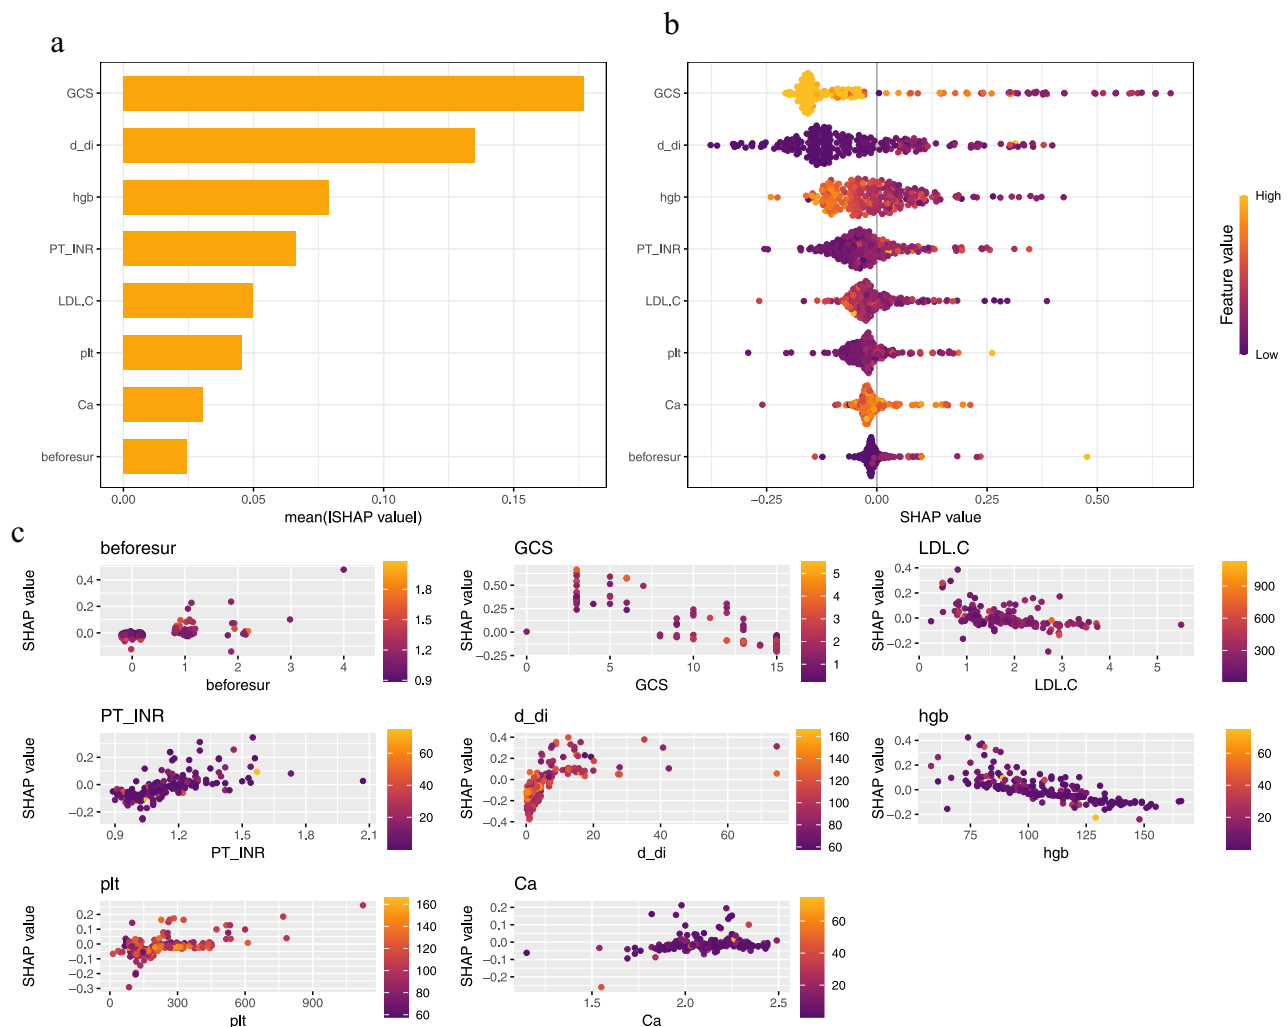 a
b
GCS
d_di
hgb
PT_INR
LDL.C
plt
Ca
beforesur
0.00 0.05 0.10 0.15
mean(ISHAP valueI)
GCS
d_di
hgb
PT_INR
LDL.C
plt
Ca
beforesur
−0.25 0.00 0.25 0.50
SHAP value
High
Low
Feature value
c
beforesur
SHAP value
0.4
0.2
0.0
0 1 2 3 4
beforesur
1.8
1.5
1.2
0.9
GCS
SHAP value
0.50
0.25
0.00
−0.25
0 5 10 15
GCS
5
4
3
2
1
LDL.C
SHAP value
0.4
0.2
0.0
−0.2
0 1 2 3 4 5
LDL.C
900
600
300
PT_INR
SHAP value
0.2
0.0
−0.2
0.9 1.2 1.5 1.8 2.1
PT_INR
60
40
20
d_di
SHAP value
0.4
0.2
0.0
−0.2
−0.4
0 20 40 60
d_di
160
140
120
100
80
60
hgb
SHAP value
0.4
0.2
0.0
−0.2
75 100 125 150
hgb
60
40
20
plt
SHAP value
0.2
0.1
0.0
−0.1
−0.2
−0.3
0 300 600 900
plt
160
140
120
100
80
60
Ca
SHAP value
0.2
0.1
0.0
−0.1
−0.2
1.5 2.0 2.5
Ca
60
40
20